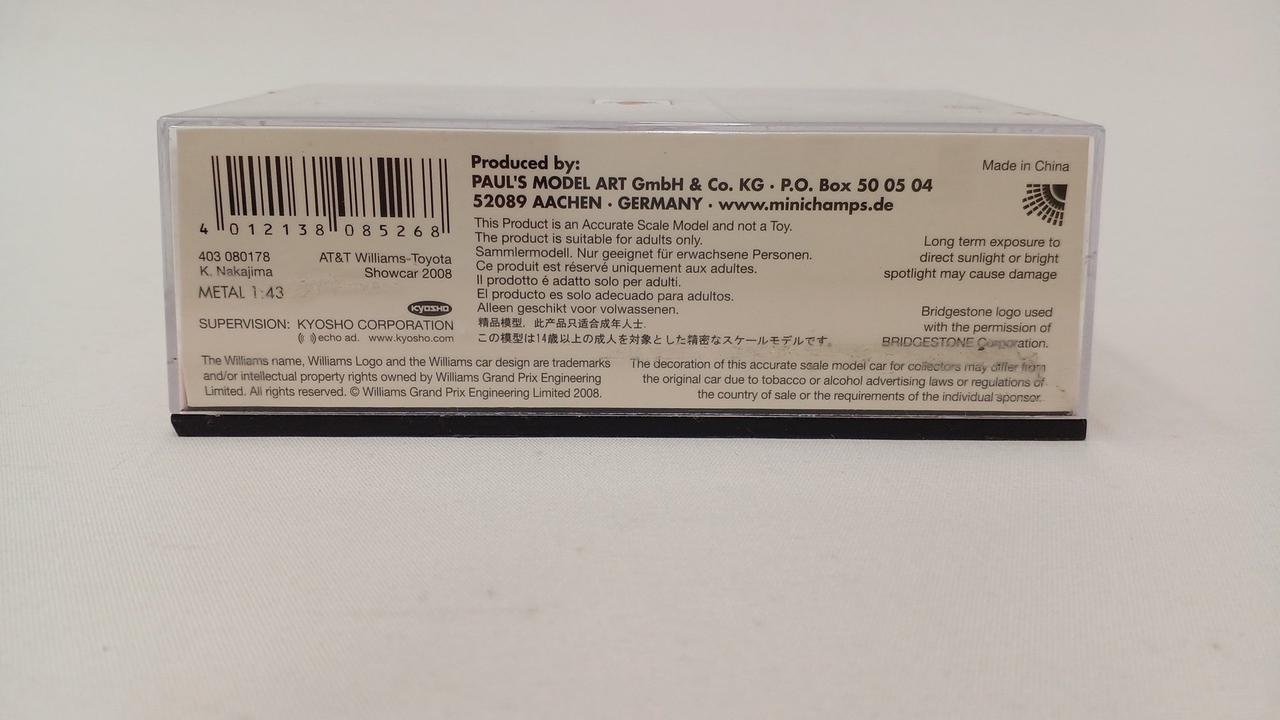 4 012138 085268
403 080178
AT&T Williams-Toyota
K. Nakajima
Showcar 2008
METAL 1:43
KYOSHO
SUPERVISION: KYOSHO CORPORATION
echo ad. www.kyosho.com
Produced by:
PAUL'S MODEL ART GmbH & Co. KG · P.O. Box 50 05 04
52089 AACHEN · GERMANY · www.minichamps.de
This Product is an Accurate Scale Model and not a Toy.
The product is suitable for adults only.
Sammlermodell. Nur geeignet für erwachsene Personen.
Ce produit est réservé uniquement aux adultes.
Il prodotto é adatto solo per adulti.
El producto es solo adecuado para adultos.
Alleen geschikt voor volwassenen.
精品模型，此产品只适合成年人士.
この模型は14歳以上の成人を対象とした精密なスケールモデルです。
Made in China
Long term exposure to
direct sunlight or bright
spotlight may cause damage
Bridgestone logo used
with the permission of
BRIDGESTONE Corporation.
The Williams name, Williams Logo and the Williams car design are trademarks
and/or intellectual property rights owned by Williams Grand Prix Engineering
Limited. All rights reserved. © Williams Grand Prix Engineering Limited 2008.
The decoration of this accurate scale model car for collectors may differ from
the original car due to tobacco or alcohol advertising laws or regulations of
the country of sale or the requirements of the individual sponsor.